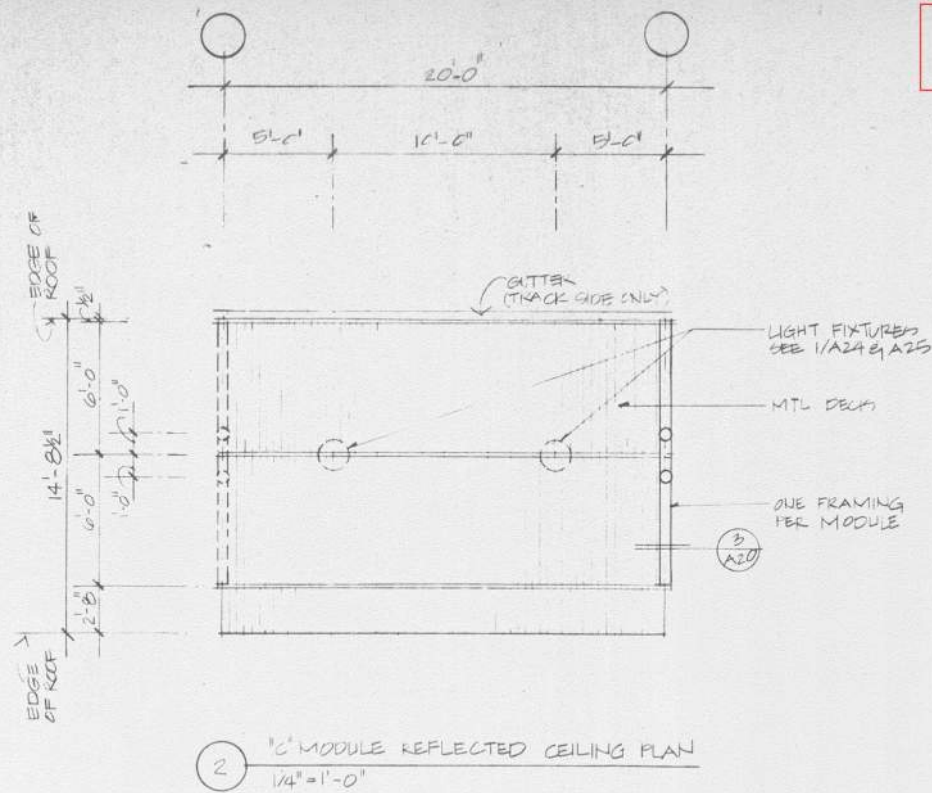 20'-0"
5'-0"
10'-0"
5'-0"
EDGE OF
ROOF
GUTTER
(TRACK SIDE ONLY)
LIGHT FIXTURES
SEE 1/A24 & A25
MTL DECK
ONE FRAMING
PER MODULE
3
A20
½"
6'-0"
1'-0"
14'-8½"
6'-0"
1'-0"
2'-8"
EDGE
OF ROOF
2
"C" MODULE REFLECTED CEILING PLAN
1/4" = 1'-0"